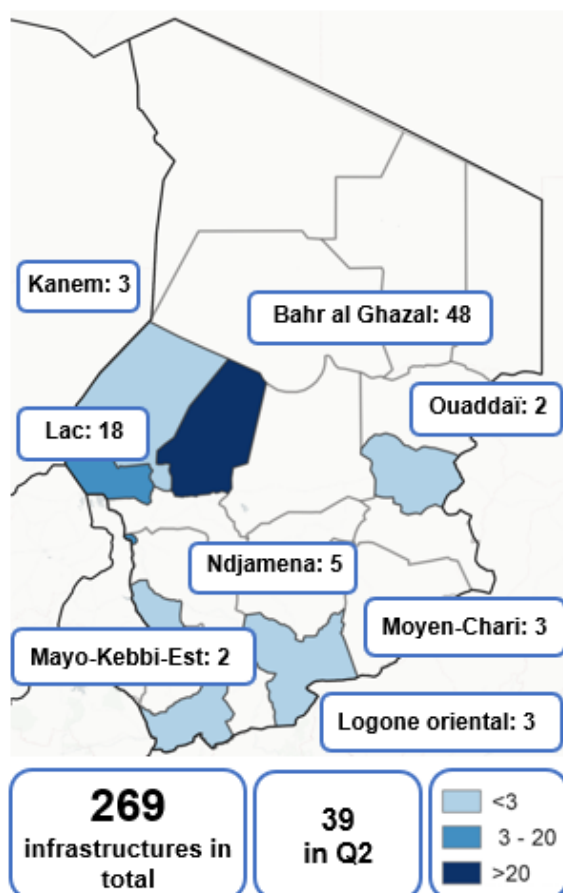 Kanem: 3
Bahr al Ghazal: 48
Ouaddaï: 2
Lac: 18
Ndjamena: 5
Moyen-Chari: 3
Mayo-Kebbi-Est: 2
Logone oriental: 3
269
infrastructures in
total
39
in Q2
<3
3 - 20
>20